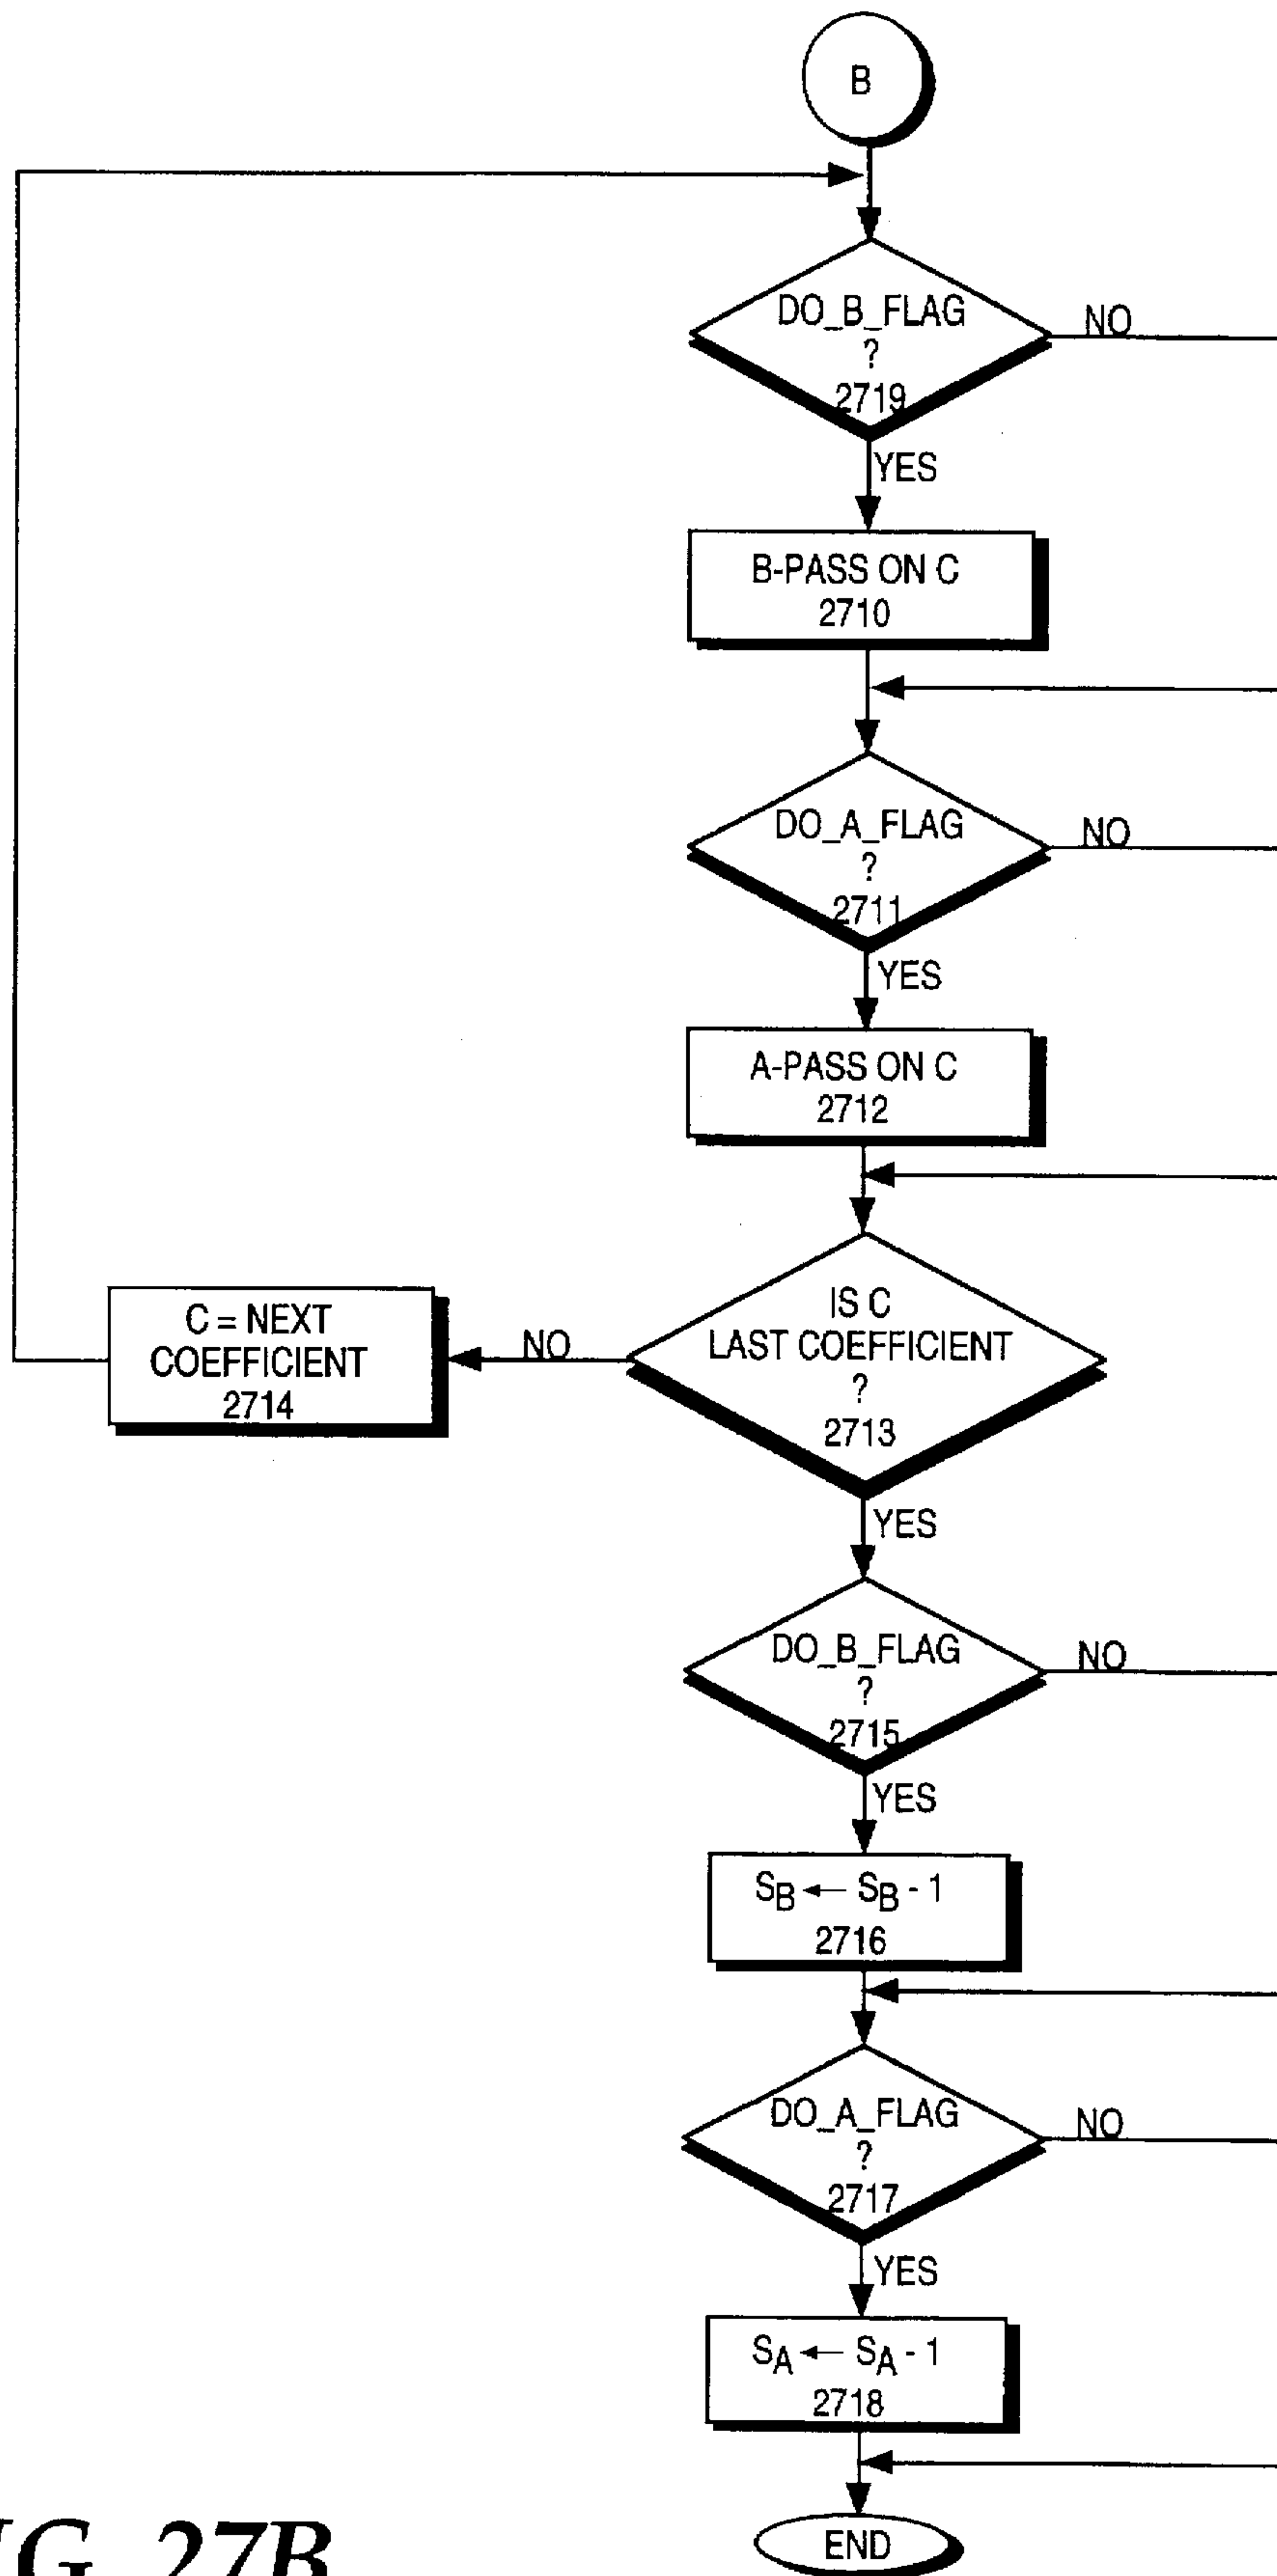 B
DO_B_FLAG
?
2719
NO
YES
B-PASS ON C
2710
DO_A_FLAG
?
2711
NO
YES
A-PASS ON C
2712
IS C
LAST COEFFICIENT
?
2713
NO
C = NEXT
COEFFICIENT
2714
YES
DO_B_FLAG
?
2715
NO
YES
SB ← SB - 1
2716
DO_A_FLAG
?
2717
NO
YES
SA ← SA - 1
2718
END
27B